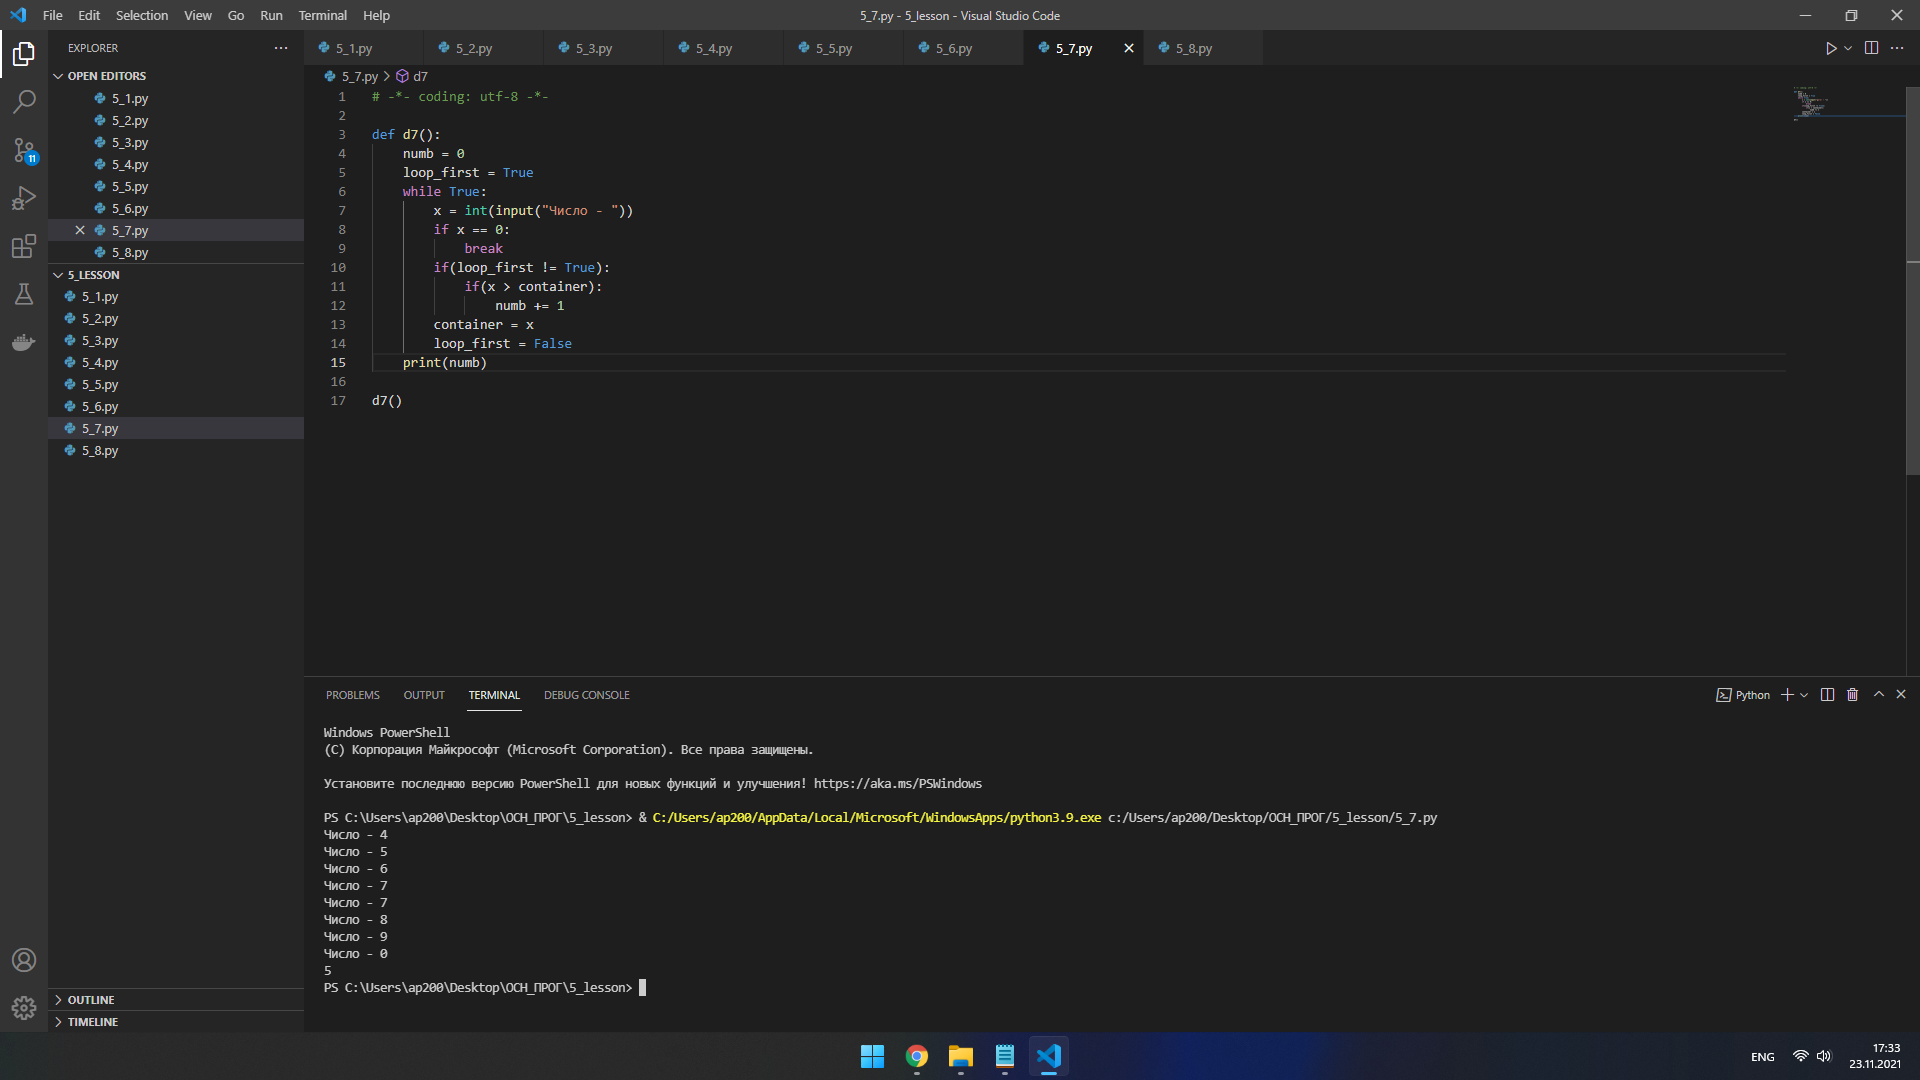 File Edit Selection View Go Run Terminal Help
5_7.py - 5_lesson - Visual Studio Code
EXPLORER
OPEN EDITORS
5_1.py
5_2.py
5_3.py
5_4.py
5_5.py
5_6.py
5_7.py
5_8.py
5_LESSON
5_1.py
5_2.py
5_3.py
5_4.py
5_5.py
5_6.py
5_7.py
5_8.py
OUTLINE
TIMELINE
11
5_1.py 5_2.py 5_3.py 5_4.py 5_5.py 5_6.py 5_7.py 5_8.py
5_7.py > d7
1 # -*- coding: utf-8 -*-
2
3 def d7():
4 numb = 0
5 loop_first = True
6 while True:
7 x = int(input("Число - "))
8 if x == 0:
9 break
10 if(loop_first != True):
11 if(x > container):
12 numb += 1
13 container = x
14 loop_first = False
15 print(numb)
16
17 d7()
PROBLEMS OUTPUT TERMINAL DEBUG CONSOLE
Python
Windows PowerShell
(C) Корпорация Майкрософт (Microsoft Corporation). Все права защищены.
Установите последнюю версию PowerShell для новых функций и улучшения! https://aka.ms/PSWindows
PS C:\Users\ap200\Desktop\ОСН_ПРОГ\5_lesson> & C:/Users/ap200/AppData/Local/Microsoft/WindowsApps/python3.9.exe c:/Users/ap200/Desktop/ОСН_ПРОГ/5_lesson/5_7.py
Число - 4
Число - 5
Число - 6
Число - 7
Число - 7
Число - 8
Число - 9
Число - 0
5
PS C:\Users\ap200\Desktop\ОСН_ПРОГ\5_lesson>
ENG
17:33
23.11.2021